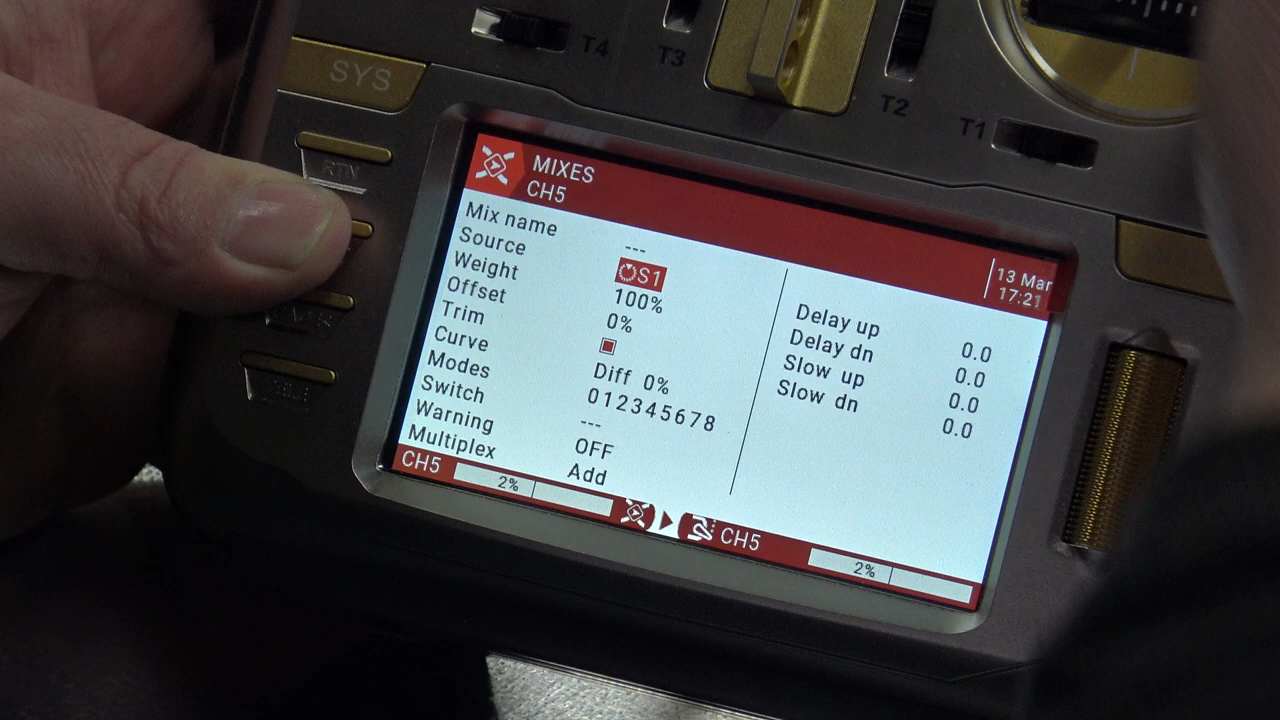 T4
T3
T2
T1
SYS
RTN
MIXES
CH5
13 Mar
17:21
Mix name ---
Source S1
Weight 100%
Offset 0%
Trim
Curve Diff 0%
Modes 012345678
Switch ---
Warning OFF
Multiplex Add
Delay up 0.0
Delay dn 0.0
Slow up 0.0
Slow dn 0.0
CH5 2%
CH5 2%